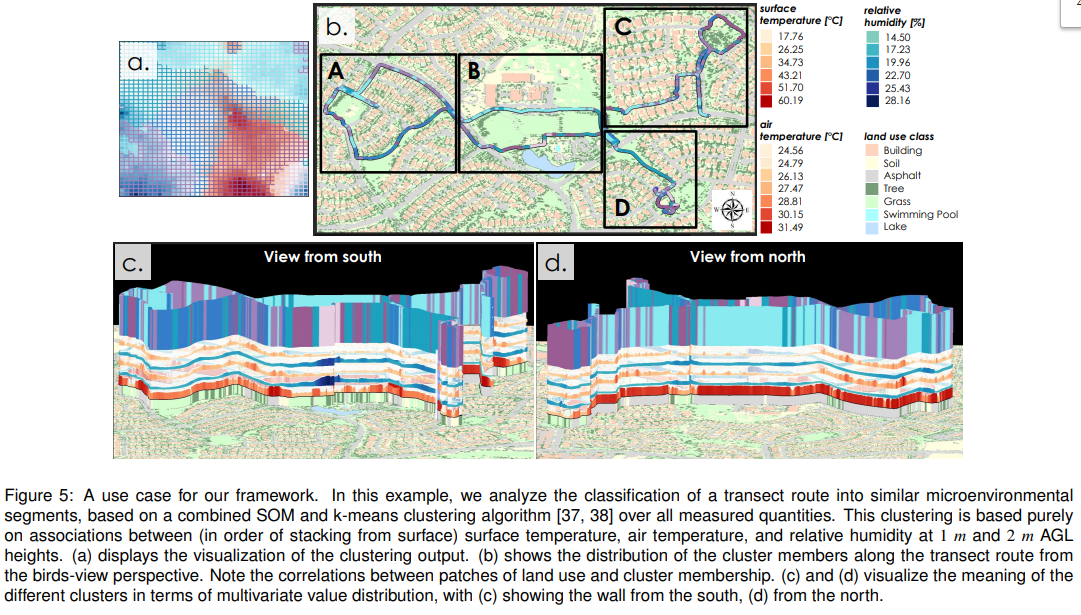 a.
b.
A
B
C
D
N
W
E
S
surface
temperature [°C]
17.76
26.25
34.73
43.21
51.70
60.19
relative
humidity [%]
14.50
17.23
19.96
22.70
25.43
28.16
air
temperature [°C]
24.56
24.79
26.13
27.47
28.81
30.15
31.49
land use class
Building
Soil
Asphalt
Tree
Grass
Swimming Pool
Lake
c.
View from south
d.
View from north
Figure 5: A use case for our framework. In this example, we analyze the classification of a transect route into similar microenvironmental
segments, based on a combined SOM and k-means clustering algorithm [37, 38] over all measured quantities. This clustering is based purely
on associations between (in order of stacking from surface) surface temperature, air temperature, and relative humidity at 1 m and 2 m AGL
heights. (a) displays the visualization of the clustering output. (b) shows the distribution of the cluster members along the transect route from
the birds-view perspective. Note the correlations between patches of land use and cluster membership. (c) and (d) visualize the meaning of the
different clusters in terms of multivariate value distribution, with (c) showing the wall from the south, (d) from the north.